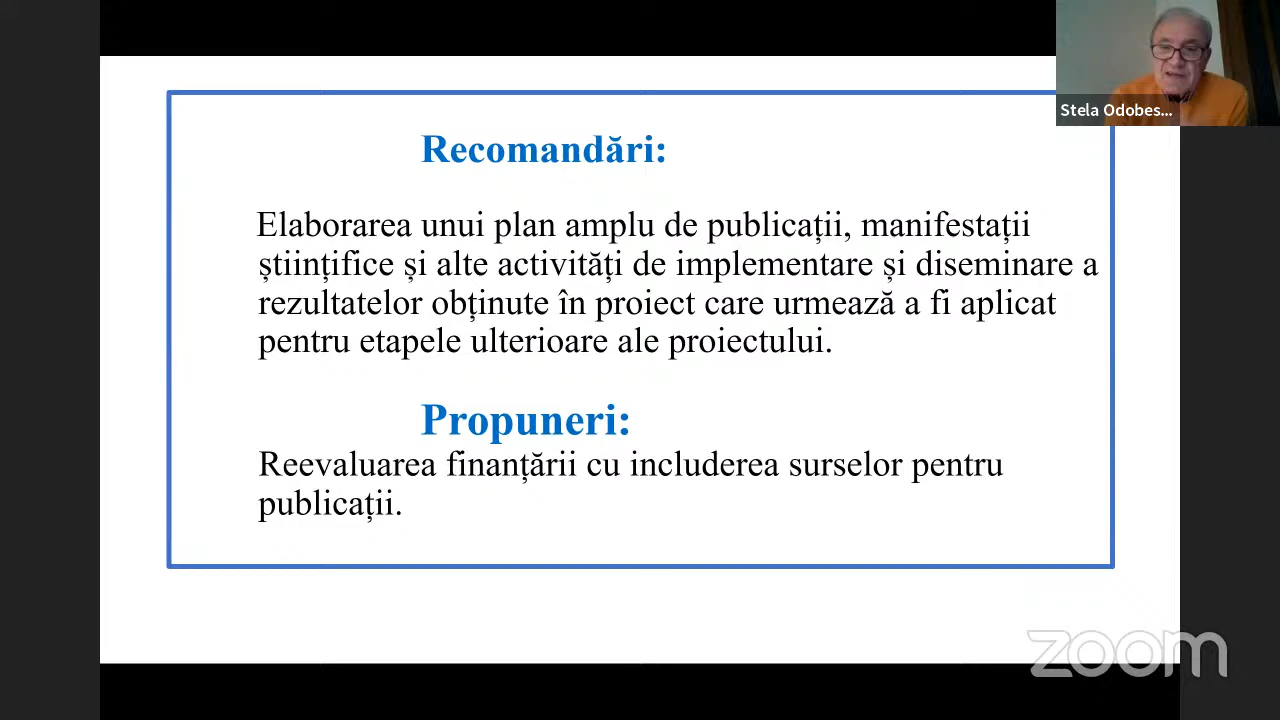 Stela Odobes...
Recomandări:
Elaborarea unui plan amplu de publicații, manifestații
științifice și alte activități de implementare și diseminare a
rezultatelor obținute în proiect care urmează a fi aplicat
pentru etapele ulterioare ale proiectului.
Propuneri:
Reevaluarea finanțării cu includerea surselor pentru
publicații.
zoom